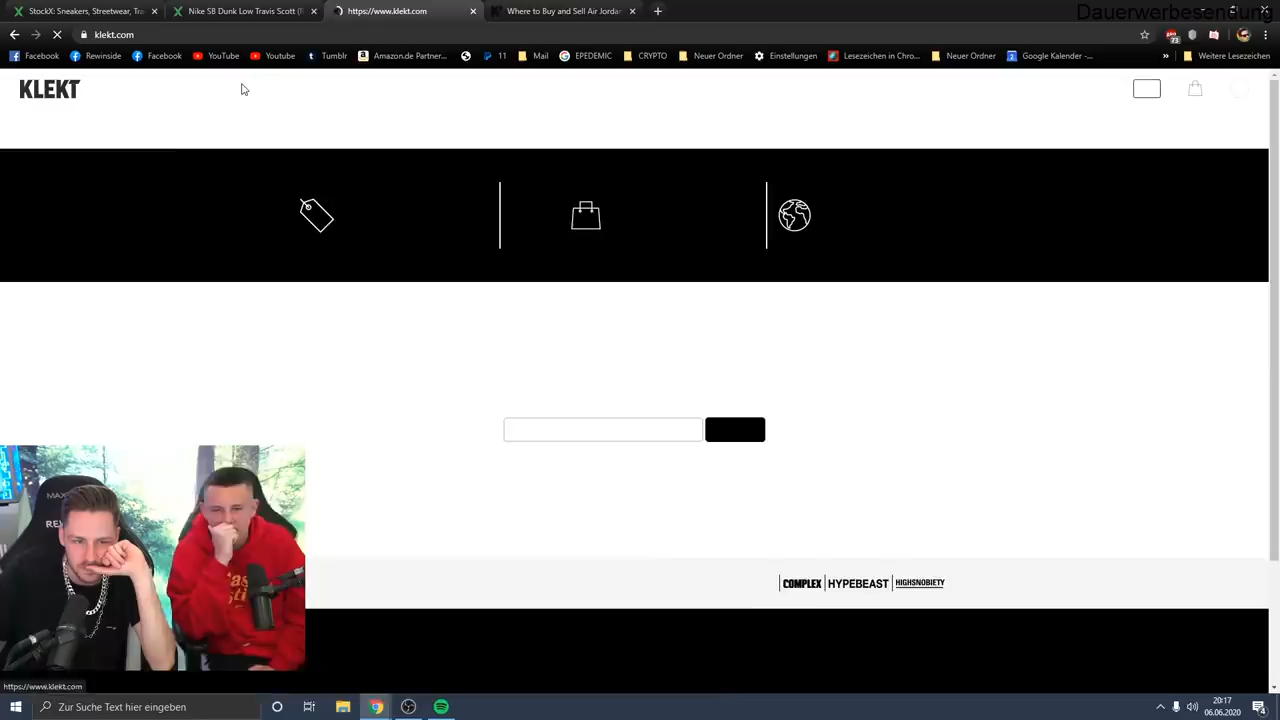 Dauerwerbesendung
StockX: Sneakers, Streetwear, Tra
Nike SB Dunk Low Travis Scott (
https://www.klekt.com
Where to Buy and Sell Air Jordan
klekt.com
73
Facebook
Rewinside
Facebook
YouTube
Youtube
Tumblr
Amazon.de Partner...
11
Mail
EPEDEMIC
CRYPTO
Neuer Ordner
Einstellungen
Lesezeichen in Chro...
Neuer Ordner
Google Kalender -...
Weitere Lesezeichen
KLEKT
COMPLEX
HYPEBEAST
HIGHSNOBIETY
https://www.klekt.com
Zur Suche Text hier eingeben
20:17
06.06.2020
4